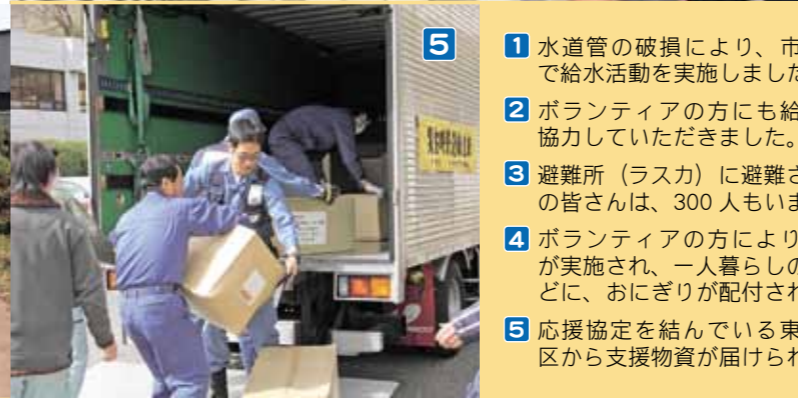 5
1 水道管の破損により、市
で給水活動を実施しました
2 ボランティアの方にも給
協力していただきました。
3 避難所（ラスカ）に避難さ
の皆さんは、300 人もいま
4 ボランティアの方により
が実施され、一人暮らしの
どに、おにぎりが配付され
5 応援協定を結んでいる東
区から支援物資が届けられ